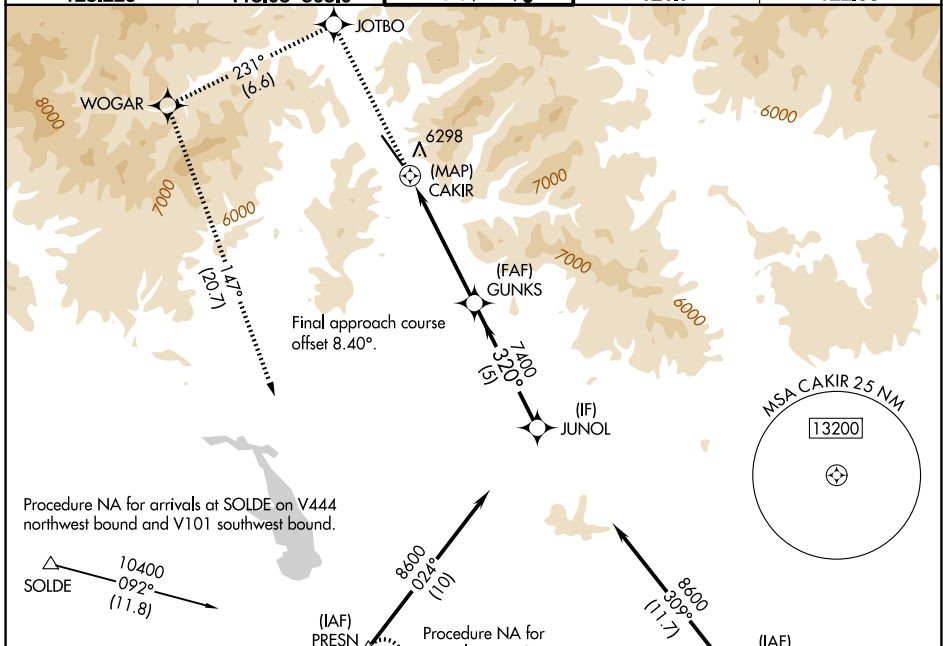 JOTBO
231°
(6.6)
WOGAR
8000
6000
6298
(MAP)
CAKIR
7000
7000
6000
147°
(20.7)
7000
(FAF)
GUNKS
6000
Final approach course
offset 8.40°.
7400
320°
(5)
(IF)
JUNOL
MSA CAKIR 25 NM
13200
Procedure NA for arrivals at SOLDE on V444
northwest bound and V101 southwest bound.
SOLDE
10400
092°
(11.8)
8600
024°
(10)
8600
309°
(11.7)
(IAF)
PRESN
Procedure NA for
(IAF)